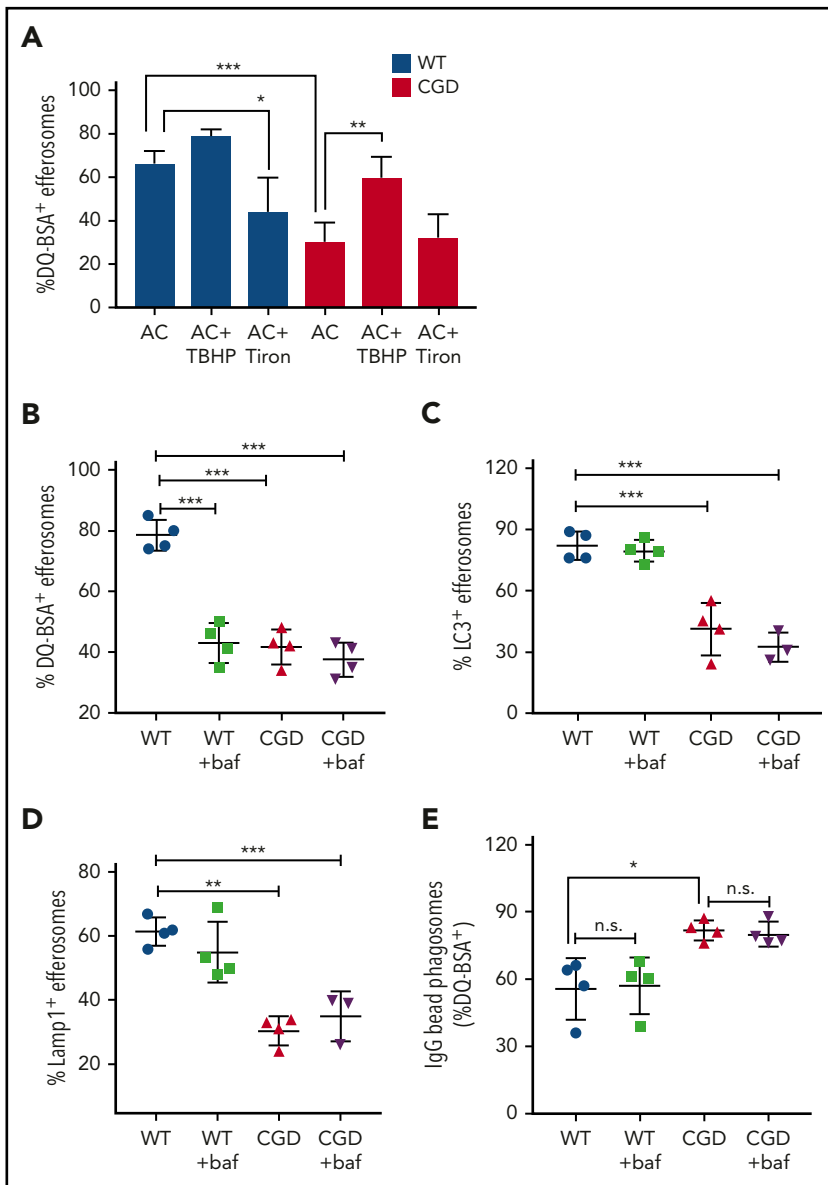 A
WT
CGD
***
*
**
%DQ-BSA+ efferosomes
100
80
60
40
20
0
AC AC+ AC+ AC AC+ AC+
TBHP Tiron TBHP Tiron
B
% DQ-BSA+ efferosomes
100
80
60
40
20
***
***
***
WT WT CGD CGD
+baf +baf
C
% LC3+ efferosomes
120
90
60
30
0
***
***
WT WT CGD CGD
+baf +baf
D
% Lamp1+ efferosomes
80
60
40
20
***
**
WT WT CGD CGD
+baf +baf
E
IgG bead phagosomes
(%DQ-BSA+)
120
90
60
30
0
*
n.s.
n.s.
WT WT CGD CGD
+baf +baf